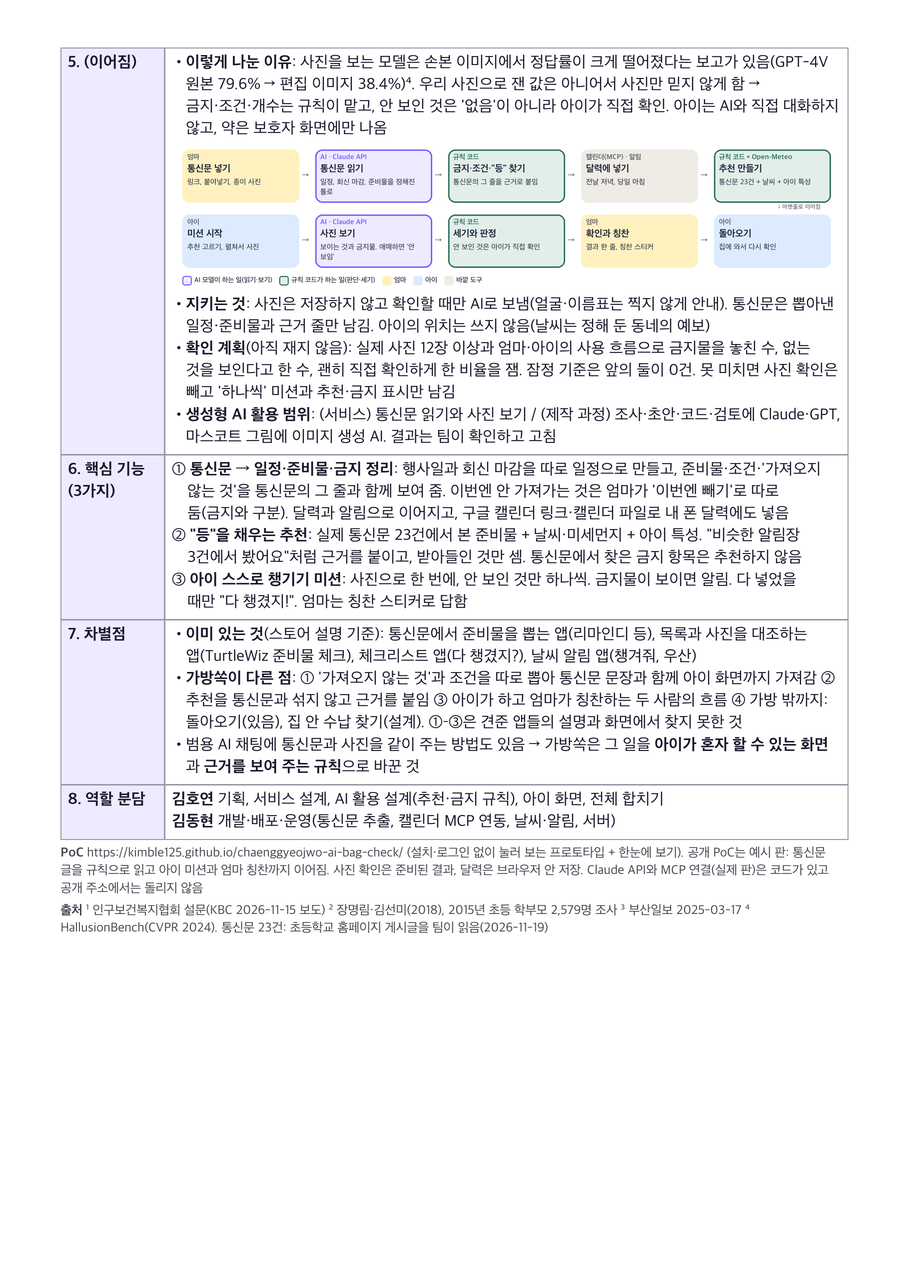 5. (이어짐)
• 이렇게 나눈 이유: 사진을 보는 모델은 손본 이미지에서 정답률이 크게 떨어졌다는 보고가 있음(GPT-4V
원본 79.6% → 편집 이미지 38.4%)⁴. 우리 사진으로 잰 값은 아니어서 사진만 믿지 않게 함 →
금지·조건·개수는 규칙이 맡고, 안 보인 것은 '없음'이 아니라 아이가 직접 확인. 아이는 AI와 직접 대화하지
않고, 약은 보호자 화면에만 나옴
엄마
통신문 넣기
링크, 붙여넣기, 종이 사진
→
AI · Claude API
통신문 읽기
일정, 회신 마감, 준비물을 정해진
틀로
→
규칙 코드
금지·조건·"등" 찾기
통신문의 그 줄을 근거로 붙임
→
캘린더(MCP) · 알림
달력에 넣기
전날 저녁, 당일 아침
→
규칙 코드 + Open-Meteo
추천 만들기
통신문 23건 + 날씨 + 아이 특성
↓ 아랫줄로 이어짐
아이
미션 시작
추천 고르기, 펼쳐서 사진
→
AI · Claude API
사진 보기
보이는 것과 금지물. 애매하면 '안
보임'
→
규칙 코드
세기와 판정
안 보인 것은 아이가 직접 확인
→
엄마
확인과 칭찬
결과 한 줄, 칭찬 스티커
→
아이
돌아오기
집에 와서 다시 확인
AI 모델이 하는 일(읽기·보기) 규칙 코드가 하는 일(판단·세기) 엄마 아이 바깥 도구
• 지키는 것: 사진은 저장하지 않고 확인할 때만 AI로 보냄(얼굴·이름표는 찍지 않게 안내). 통신문은 뽑아낸
일정·준비물과 근거 줄만 남김. 아이의 위치는 쓰지 않음(날씨는 정해 둔 동네의 예보)
• 확인 계획(아직 재지 않음): 실제 사진 12장 이상과 엄마·아이의 사용 흐름으로 금지물을 놓친 수, 없는
것을 보인다고 한 수, 괜히 직접 확인하게 한 비율을 잼. 잠정 기준은 앞의 둘이 0건. 못 미치면 사진 확인은
빼고 '하나씩' 미션과 추천·금지 표시만 남김
• 생성형 AI 활용 범위: (서비스) 통신문 읽기와 사진 보기 / (제작 과정) 조사·초안·코드·검토에 Claude·GPT,
마스코트 그림에 이미지 생성 AI. 결과는 팀이 확인하고 고침
6. 핵심 기능
(3가지)
① 통신문 → 일정·준비물·금지 정리: 행사일과 회신 마감을 따로 일정으로 만들고, 준비물·조건·'가져오지
않는 것'을 통신문의 그 줄과 함께 보여 줌. 이번엔 안 가져가는 것은 엄마가 '이번엔 빼기'로 따로
둠(금지와 구분). 달력과 알림으로 이어지고, 구글 캘린더 링크·캘린더 파일로 내 폰 달력에도 넣음
② "등"을 채우는 추천: 실제 통신문 23건에서 본 준비물 + 날씨·미세먼지 + 아이 특성. "비슷한 알림장
3건에서 봤어요"처럼 근거를 붙이고, 받아들인 것만 셈. 통신문에서 찾은 금지 항목은 추천하지 않음
③ 아이 스스로 챙기기 미션: 사진으로 한 번에, 안 보인 것만 하나씩. 금지물이 보이면 알림. 다 넣었을
때만 "다 챙겼지!". 엄마는 칭찬 스티커로 답함
7. 차별점
• 이미 있는 것(스토어 설명 기준): 통신문에서 준비물을 뽑는 앱(리마인디 등), 목록과 사진을 대조하는
앱(TurtleWiz 준비물 체크), 체크리스트 앱(다 챙겼지?), 날씨 알림 앱(챙겨줘, 우산)
• 가방쏙이 다른 점: ① '가져오지 않는 것'과 조건을 따로 뽑아 통신문 문장과 함께 아이 화면까지 가져감 ②
추천을 통신문과 섞지 않고 근거를 붙임 ③ 아이가 하고 엄마가 칭찬하는 두 사람의 흐름 ④ 가방 밖까지:
돌아오기(있음), 집 안 수납 찾기(설계). ①-③은 견준 앱들의 설명과 화면에서 찾지 못한 것
• 범용 AI 채팅에 통신문과 사진을 같이 주는 방법도 있음 → 가방쏙은 그 일을 아이가 혼자 할 수 있는 화면
과 근거를 보여 주는 규칙으로 바꾼 것
8. 역할 분담
김호연 기획, 서비스 설계, AI 활용 설계(추천·금지 규칙), 아이 화면, 전체 합치기
김동현 개발·배포·운영(통신문 추출, 캘린더 MCP 연동, 날씨·알림, 서버)
PoC https://kimble125.github.io/chaenggyeojwo-ai-bag-check/ (설치·로그인 없이 눌러 보는 프로토타입 + 한눈에 보기). 공개 PoC는 예시 판: 통신문
글을 규칙으로 읽고 아이 미션과 엄마 칭찬까지 이어짐. 사진 확인은 준비된 결과, 달력은 브라우저 안 저장. Claude API와 MCP 연결(실제 판)은 코드가 있고
공개 주소에서는 돌리지 않음
출처 ¹ 인구보건복지협회 설문(KBC 2026-11-15 보도) ² 장명림·김선미(2018), 2015년 초등 학부모 2,579명 조사 ³ 부산일보 2025-03-17 ⁴
HallusionBench(CVPR 2024). 통신문 23건: 초등학교 홈페이지 게시글을 팀이 읽음(2026-11-19)